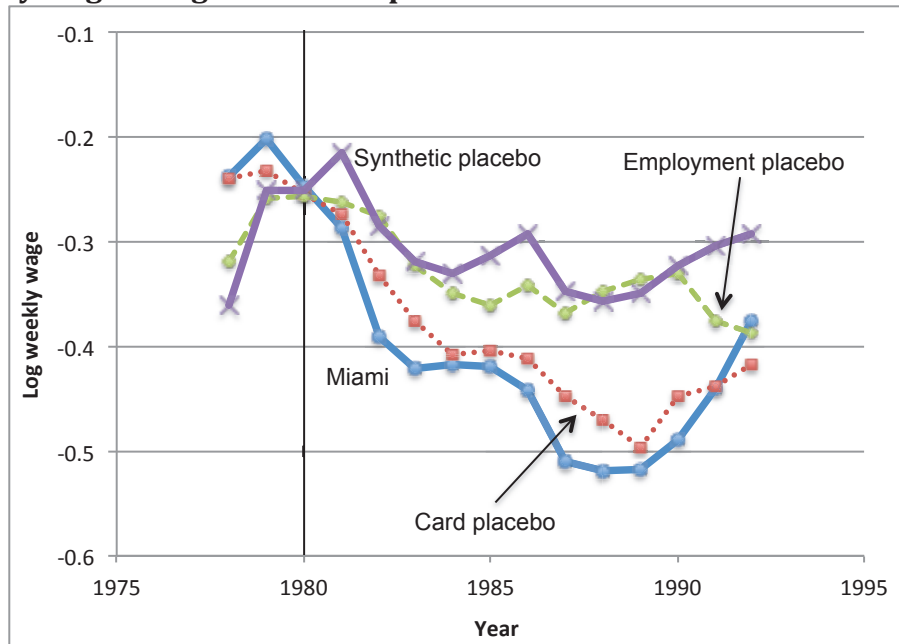 -0.1
-0.2
Synthetic placebo
Employment placebo
-0.3
Log weekly wage
-0.4
Miami
-0.5
Card placebo
-0.6
1975 1980 1985 1990 1995
Year